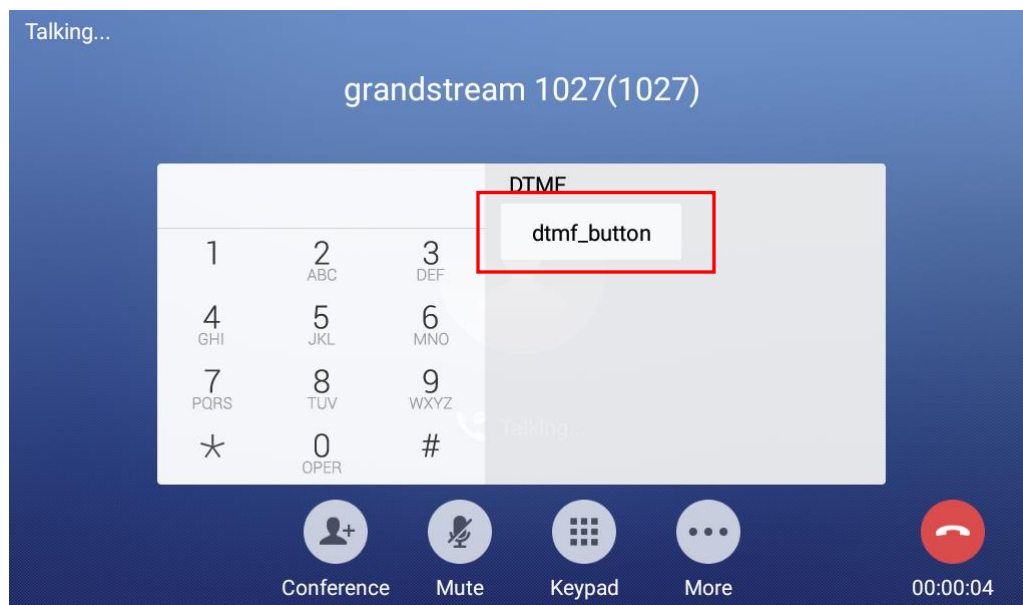 Talking...
grandstream 1027(1027)
DTMF
dtmf_button
1 2 3
ABC DEF
4 5 6
GHI JKL MNO
7 8 9
PQRS TUV WXYZ
* 0 #
OPER
Talking...
Conference Mute Keypad More 00:00:04